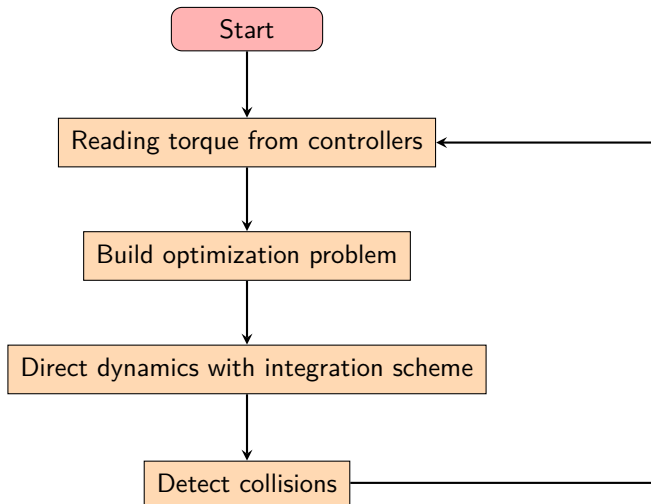 Start
Reading torque from controllers
Build optimization problem
Direct dynamics with integration scheme
Detect collisions